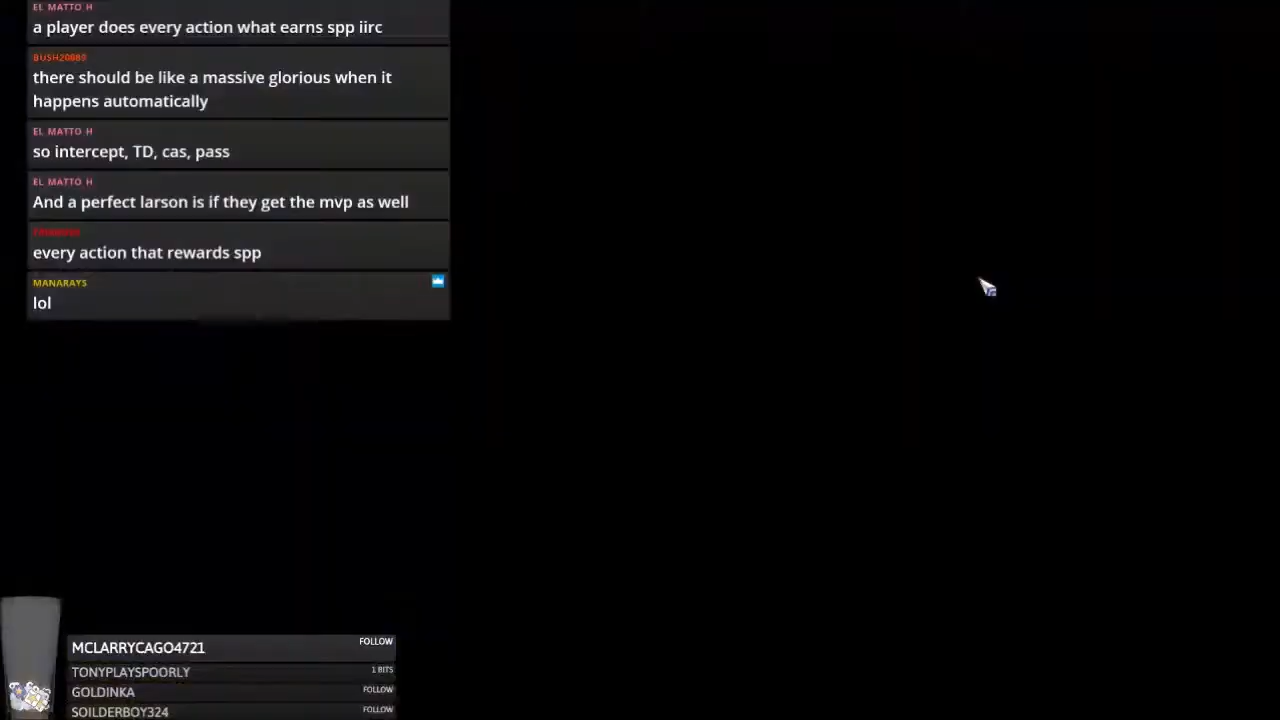 EL MATTO H
a player does every action what earns spp iirc
BUSH20880
there should be like a massive glorious when it
happens automatically
EL MATTO H
so intercept, TD, cas, pass
EL MATTO H
And a perfect larson is if they get the mvp as well
every action that rewards spp
MANARAYS
lol
MCLARRYCAGO4721 FOLLOW
TONYPLAYSPOORLY 1 BITS
GOLDINKA FOLLOW
SOILDERBOY324 FOLLOW